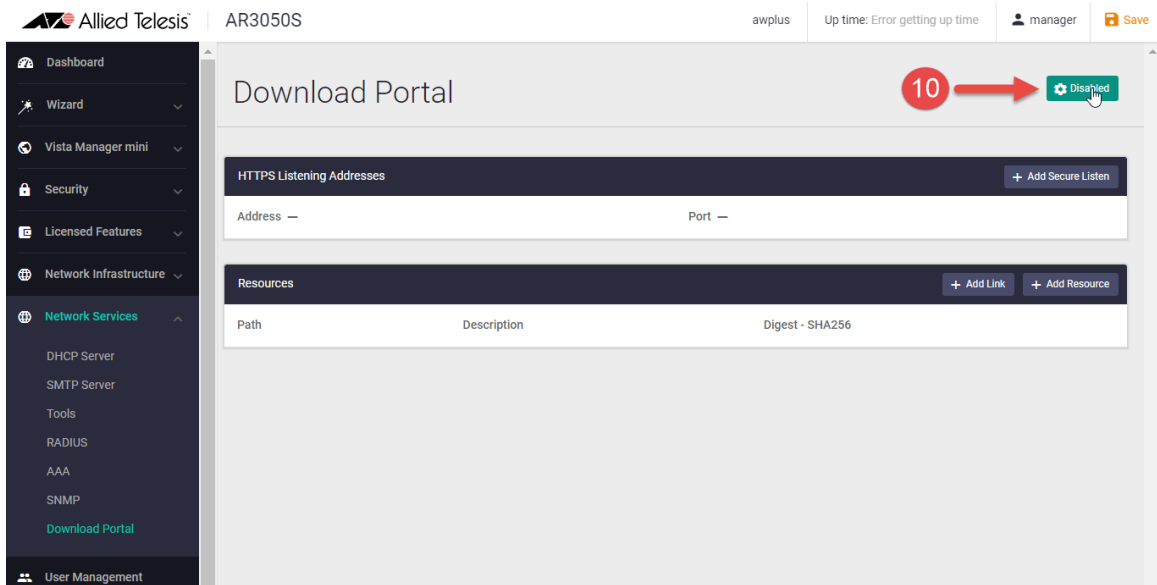 Allied Telesis
AR3050S
awplus
Up time: Error getting up time
manager
Save
Dashboard
Wizard
Vista Manager mini
Security
Licensed Features
Network Infrastructure
Network Services
DHCP Server
SMTP Server
Tools
RADIUS
AAA
SNMP
Download Portal
User Management
Download Portal
10
Disabled
HTTPS Listening Addresses
+ Add Secure Listen
Address —
Port —
Resources
+ Add Link
+ Add Resource
Path
Description
Digest - SHA256